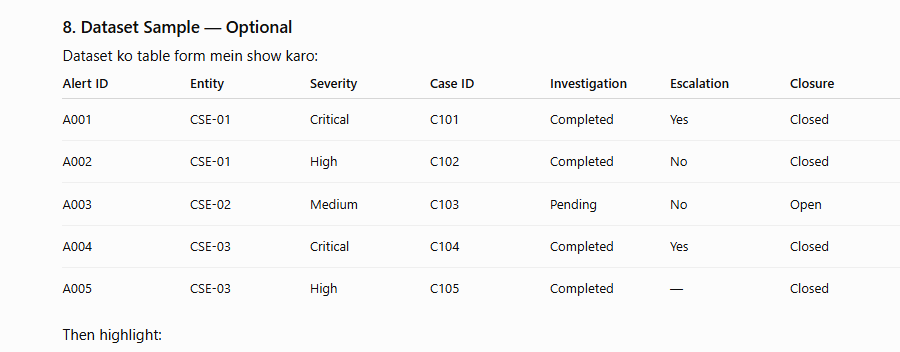 8. Dataset Sample — Optional
Dataset ko table form mein show karo:
Alert ID Entity Severity Case ID Investigation Escalation Closure
A001 CSE-01 Critical C101 Completed Yes Closed
A002 CSE-01 High C102 Completed No Closed
A003 CSE-02 Medium C103 Pending No Open
A004 CSE-03 Critical C104 Completed Yes Closed
A005 CSE-03 High C105 Completed — Closed
Then highlight: